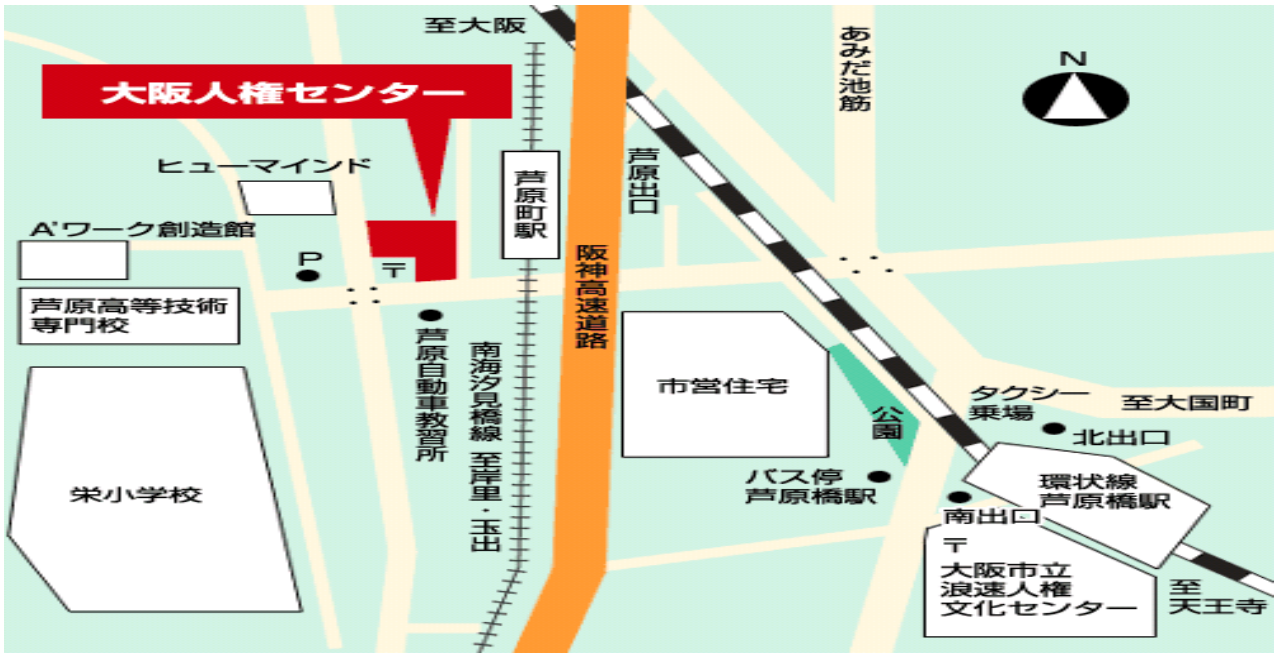 至大阪
大阪人権センター
あみだ池筋
N
ヒューマインド
芦原町駅
芦原出口
A'ワーク創造館
P
〒
阪神高速道路
芦原高等技術
専門校
芦原自動車教習所
南海汐見橋線 至岸里・玉出
市営住宅
公園
タクシー
乗場
至大国町
北出口
栄小学校
バス停
芦原橋駅
環状線
芦原橋駅
南出口
〒
大阪市立
浪速人権
文化センター
至
天王寺